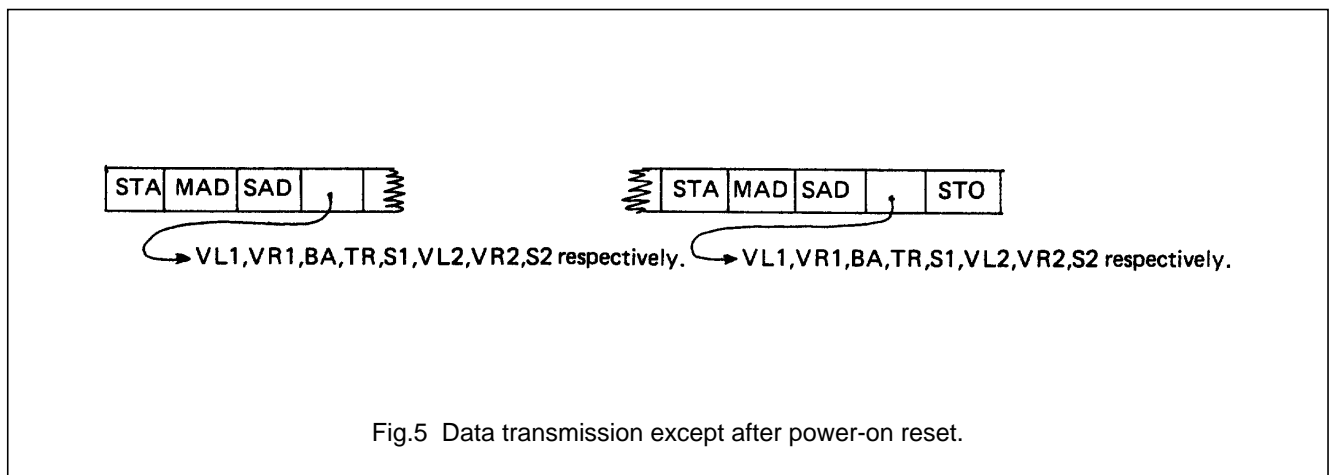 STA MAD SAD STA MAD SAD STO
VL1,VR1,BA,TR,S1,VL2,VR2,S2 respectively. VL1,VR1,BA,TR,S1,VL2,VR2,S2 respectively.
Fig.5 Data transmission except after power-on reset.